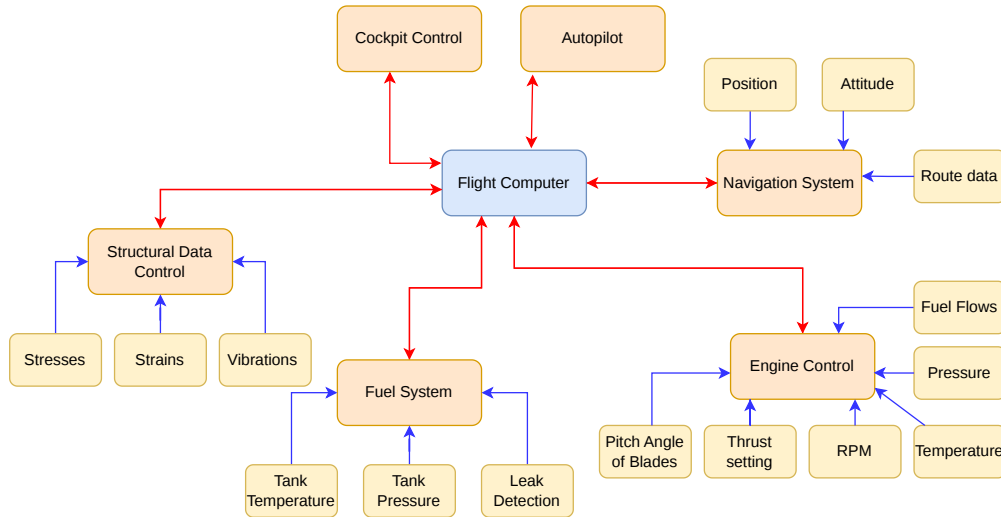 Cockpit Control
Autopilot
Position
Attitude
Flight Computer
Navigation System
Route data
Structural Data
Control
Stresses
Strains
Vibrations
Fuel System
Tank
Temperature
Tank
Pressure
Leak
Detection
Engine Control
Fuel Flows
Pressure
Pitch Angle
of Blades
Thrust
setting
RPM
Temperature